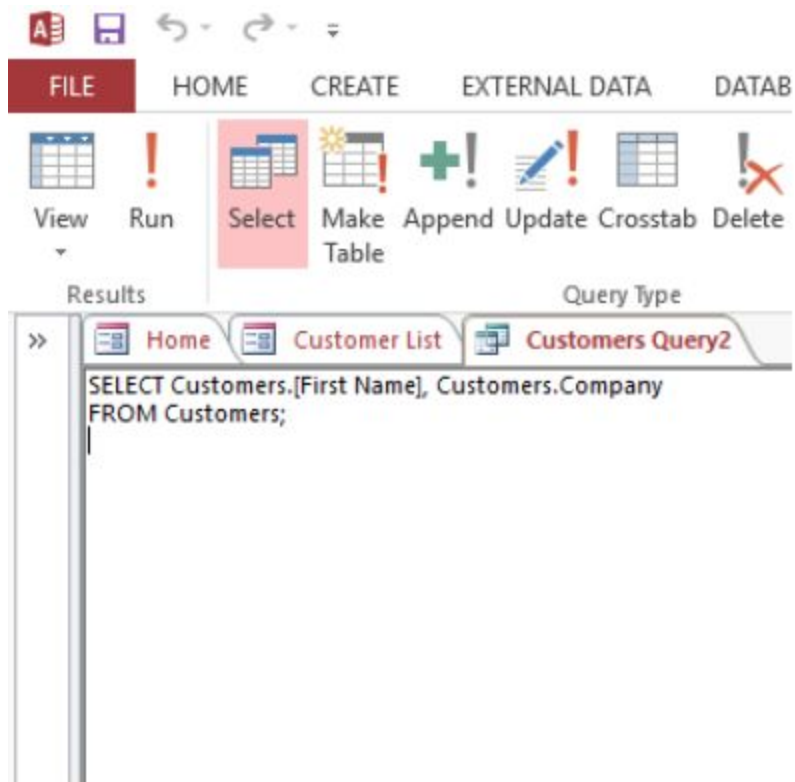 FILE HOME CREATE EXTERNAL DATA DATAB
View Run Select Make Table Append Update Crosstab Delete
Results Query Type
Home Customer List Customers Query2
SELECT Customers.[First Name], Customers.Company
FROM Customers;